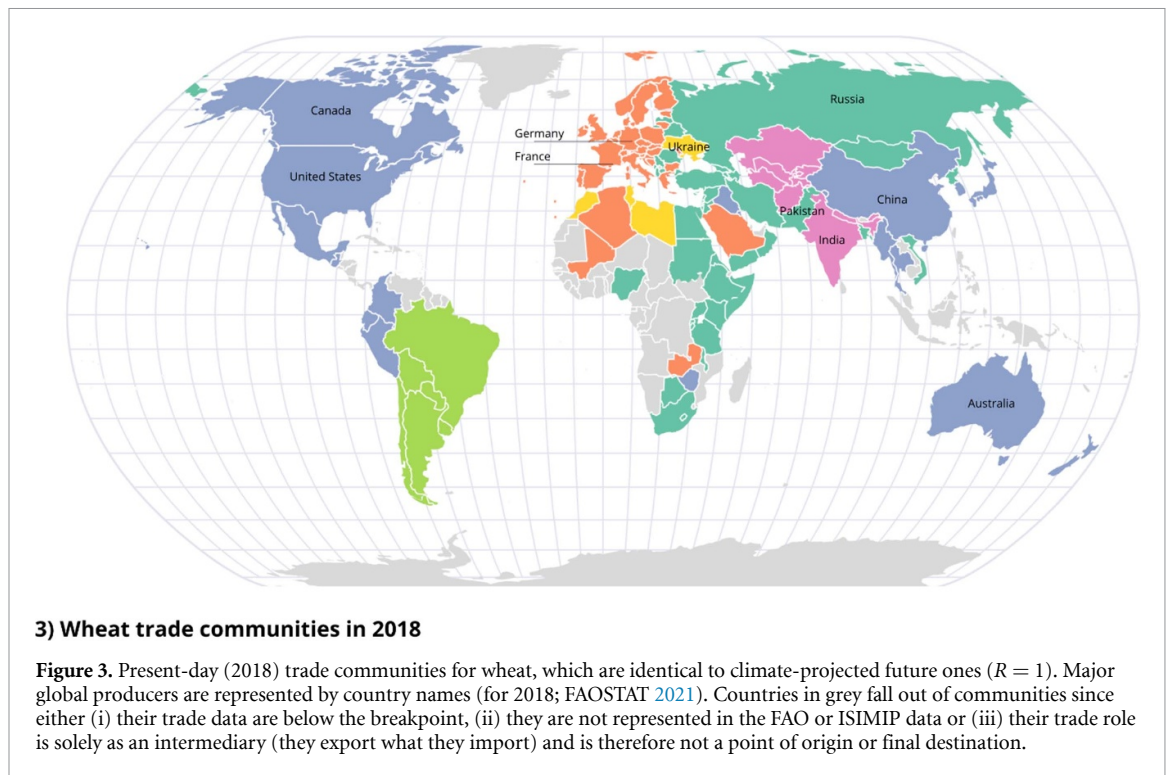 Canada
Russia
Germany
Ukraine
France
United States
China
Pakistan
India
Australia
3) Wheat trade communities in 2018
Figure 3. Present-day (2018) trade communities for wheat, which are identical to climate-projected future ones (R = 1). Major
global producers are represented by country names (for 2018; FAOSTAT 2021). Countries in grey fall out of communities since
either (i) their trade data are below the breakpoint, (ii) they are not represented in the FAO or ISIMIP data or (iii) their trade role
is solely as an intermediary (they export what they import) and is therefore not a point of origin or final destination.